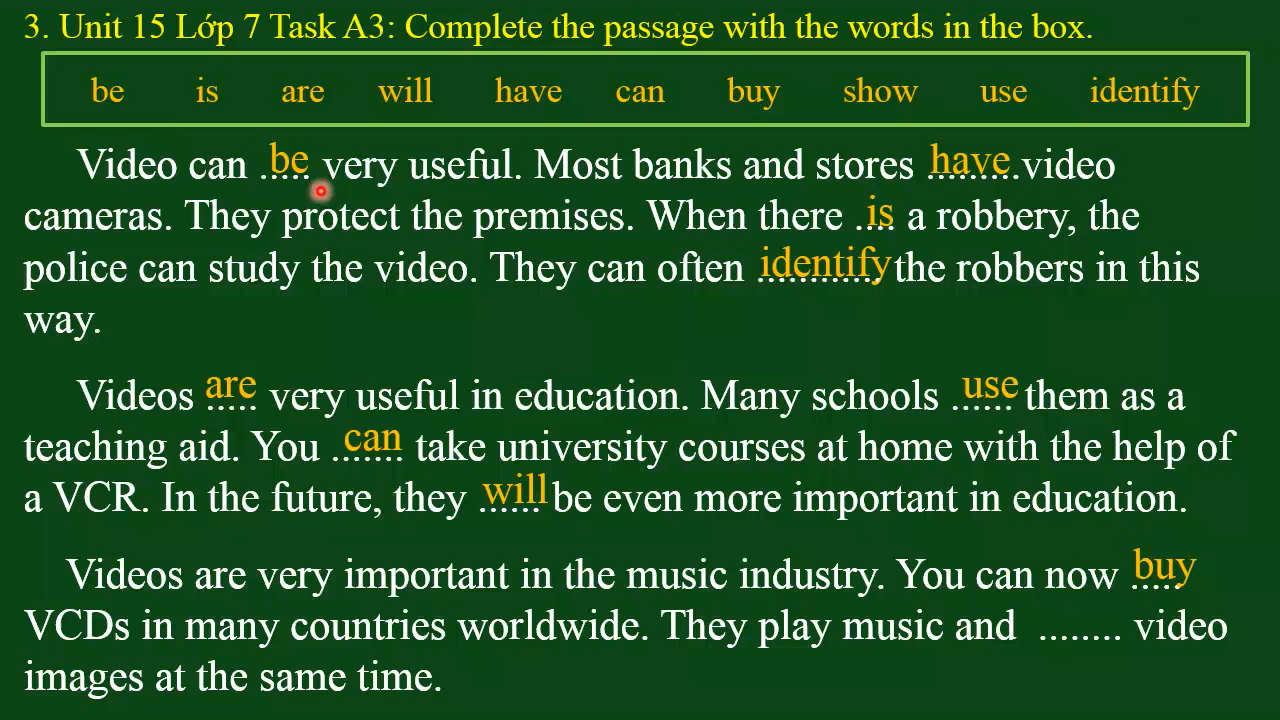 3. Unit 15 Lớp 7 Task A3: Complete the passage with the words in the box.
be is are will have can buy show use identify
Video can ..be.. very useful. Most banks and stores ..have.. video
cameras. They protect the premises. When there ..is.. a robbery, the
police can study the video. They can often ..identify.. the robbers in this
way.
Videos ..are.. very useful in education. Many schools ..use.. them as a
teaching aid. You ..can.. take university courses at home with the help of
a VCR. In the future, they ..will.. be even more important in education.
Videos are very important in the music industry. You can now ..buy..
VCDs in many countries worldwide. They play music and ........ video
images at the same time.